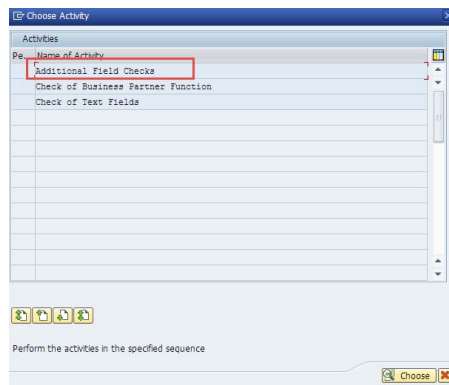 Choose Activity
Activities
Pe.. Name of Activity
Additional Field Checks
Check of Business Partner Function
Check of Text Fields
Perform the activities in the specified sequence
Choose